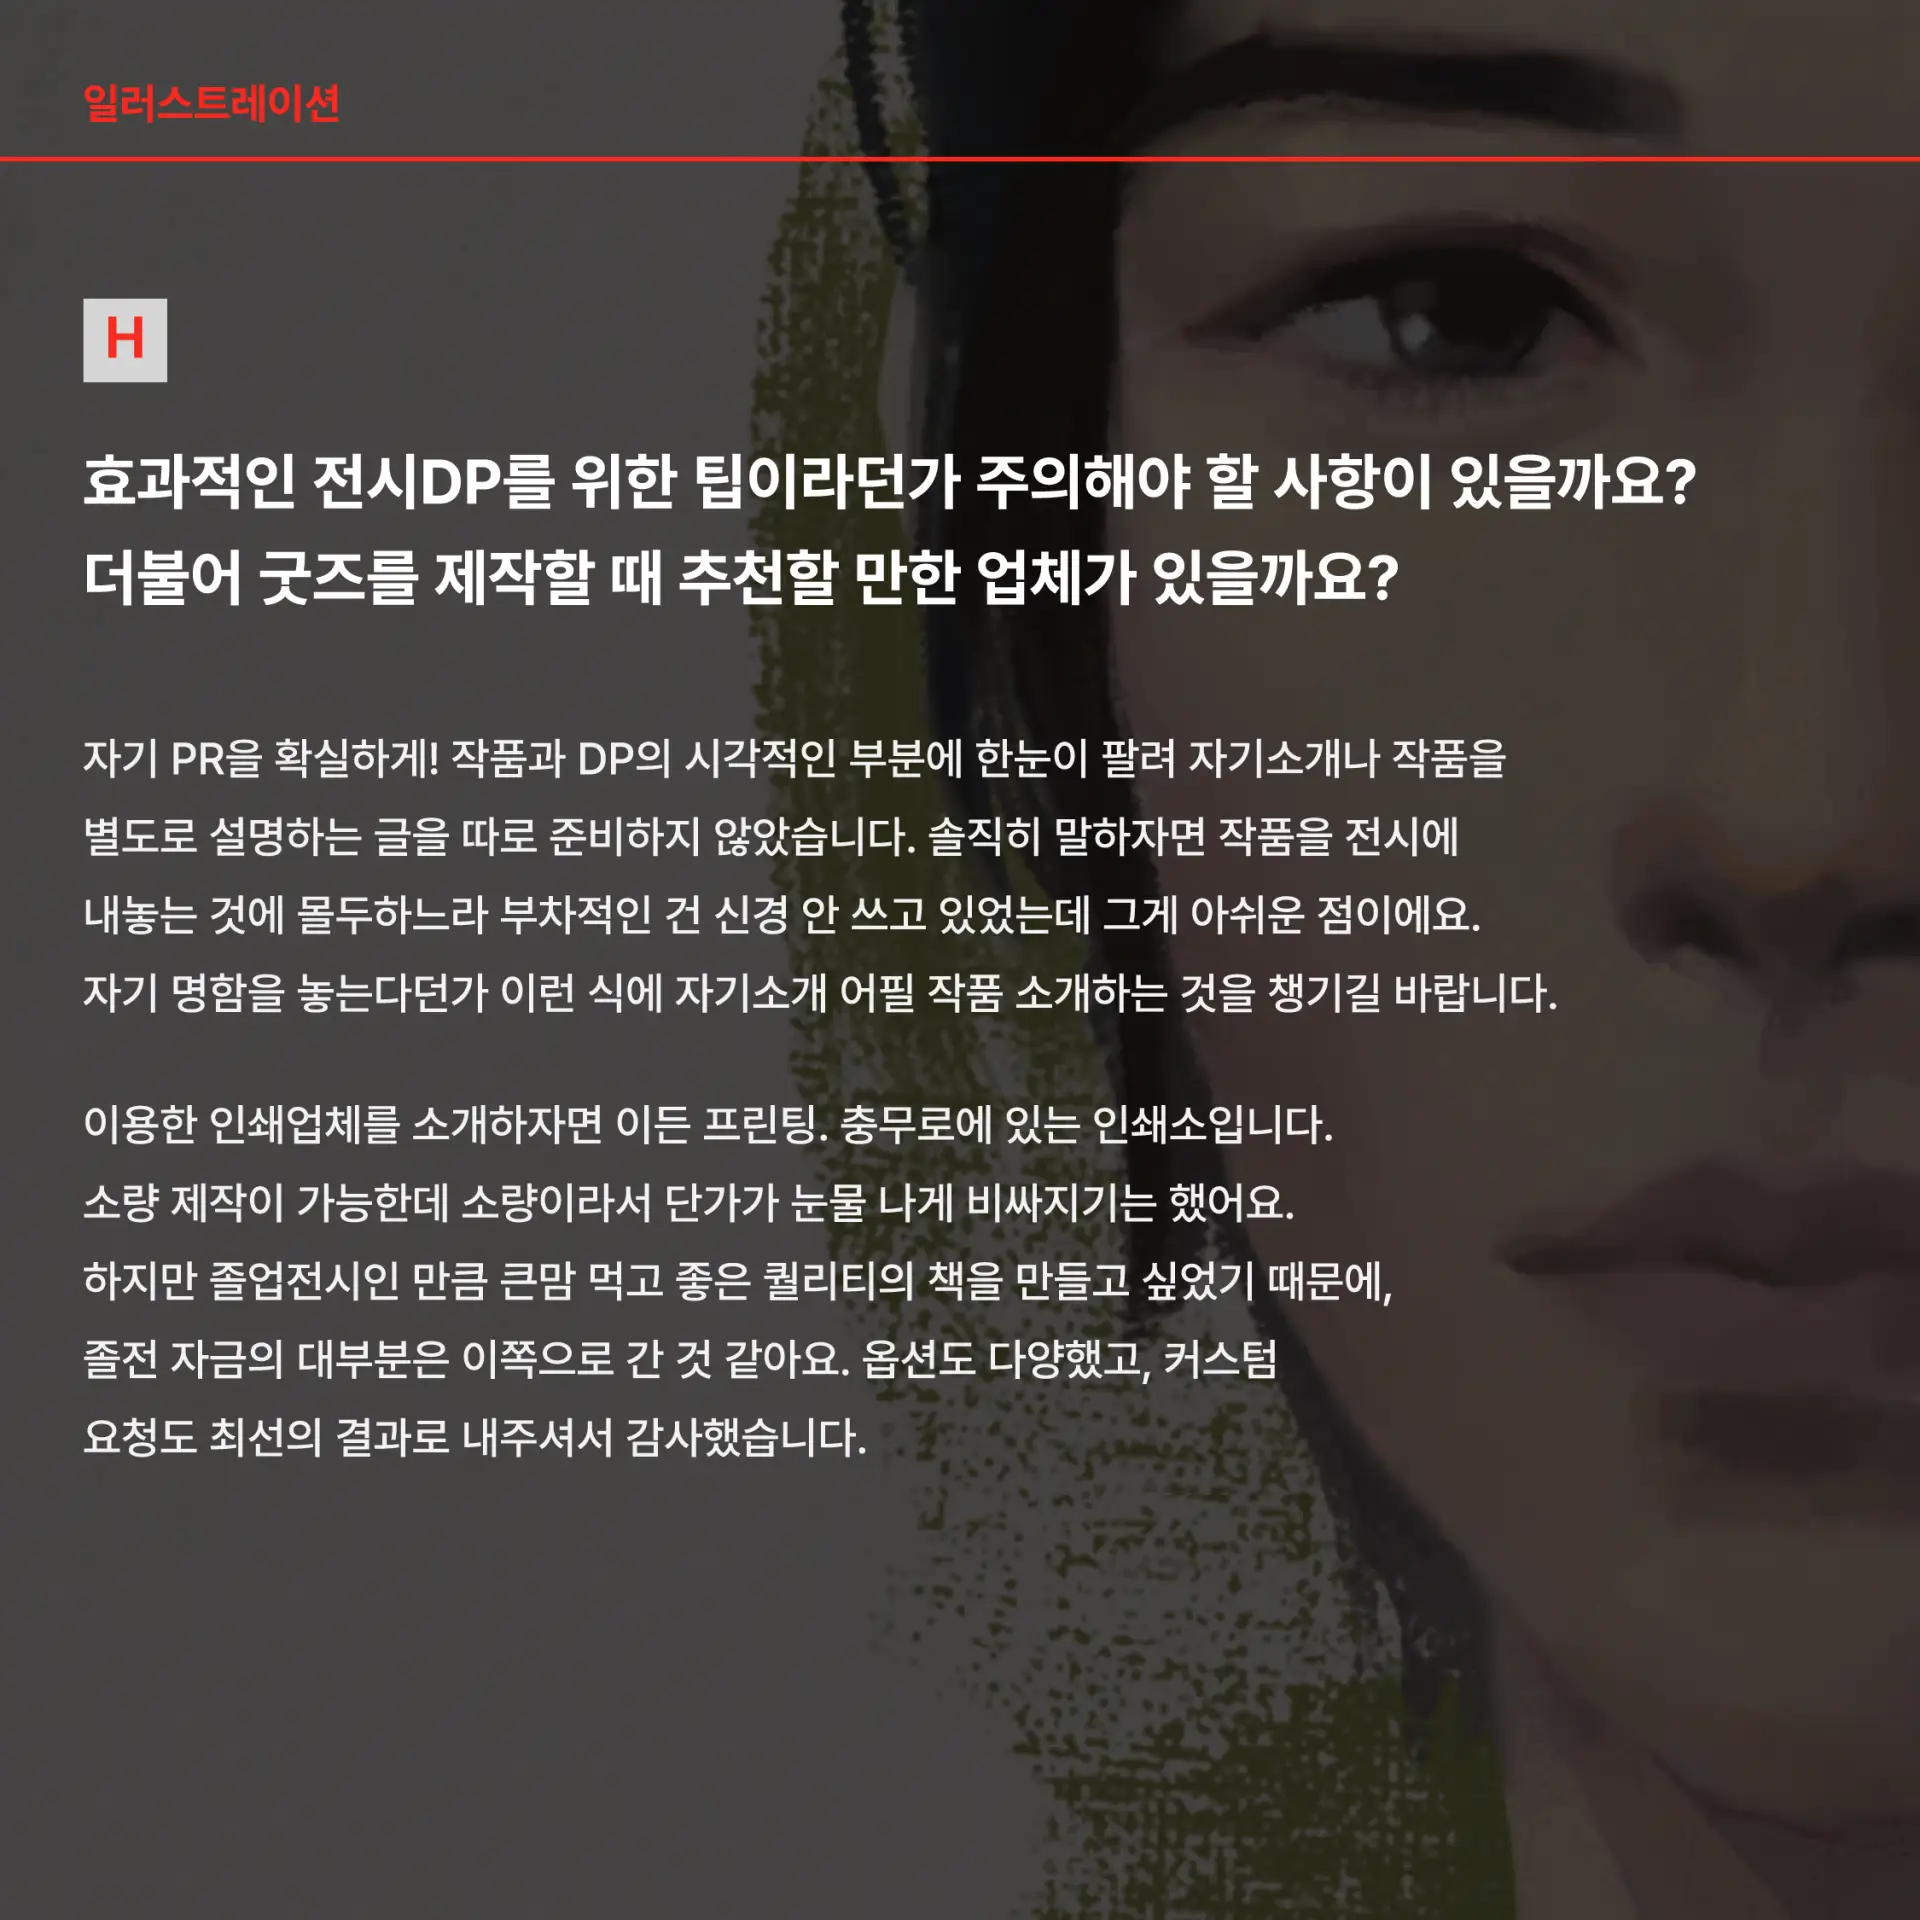 일러스트레이션
H
효과적인 전시DP를 위한 팁이라던가 주의해야 할 사항이 있을까요?
더불어 굿즈를 제작할 때 추천할 만한 업체가 있을까요?
자기 PR을 확실하게! 작품과 DP의 시각적인 부분에 한눈이 팔려 자기소개나 작품을
별도로 설명하는 글을 따로 준비하지 않았습니다. 솔직히 말하자면 작품을 전시에
내놓는 것에 몰두하느라 부차적인 건 신경 안 쓰고 있었는데 그게 아쉬운 점이에요.
자기 명함을 놓는다던가 이런 식에 자기소개 어필 작품 소개하는 것을 챙기길 바랍니다.
이용한 인쇄업체를 소개하자면 이든 프린팅. 충무로에 있는 인쇄소입니다.
소량 제작이 가능한데 소량이라서 단가가 눈물 나게 비싸지기는 했어요.
하지만 졸업전시인 만큼 큰맘 먹고 좋은 퀄리티의 책을 만들고 싶었기 때문에,
졸전 자금의 대부분은 이쪽으로 간 것 같아요. 옵션도 다양했고, 커스텀
요청도 최선의 결과로 내주셔서 감사했습니다.